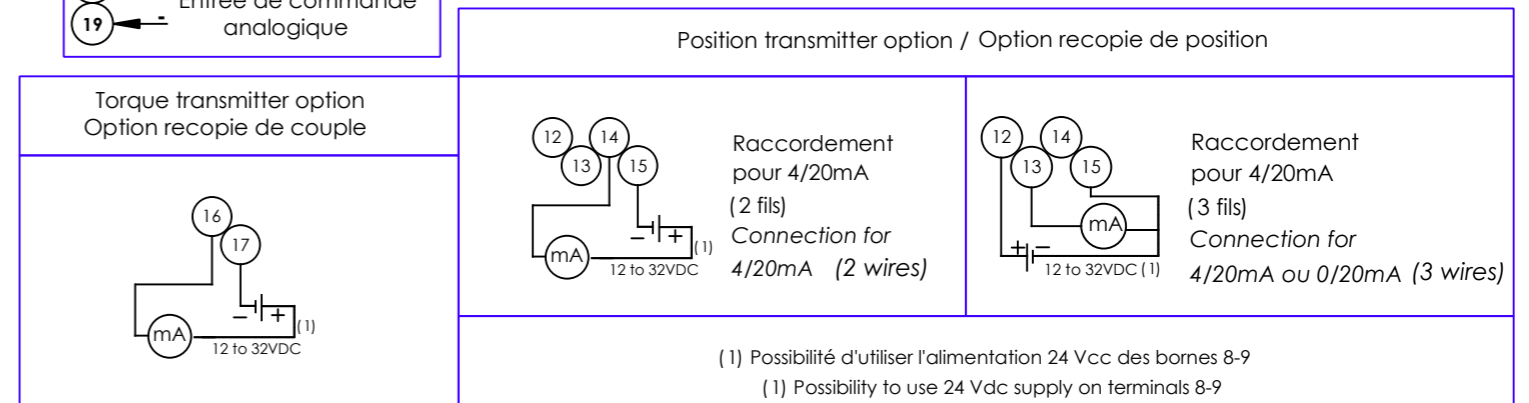 Entrée de commande
19 -
analogique
Position transmitter option / Option recopie de position
Torque transmitter option
Option recopie de couple
16
17
- +
(1)
mA
12 to 32VDC
12
14
13
15
- +
(1)
mA
12 to 32VDC
Raccordement
pour 4/20mA
(2 fils)
Connection for
4/20mA (2 wires)
12
14
13
15
mA
+ -
12 to 32VDC (1)
Raccordement
pour 4/20mA
(3 fils)
Connection for
4/20mA ou 0/20mA (3 wires)
(1) Possibilité d'utiliser l'alimentation 24 Vcc des bornes 8-9
(1) Possibility to use 24 Vdc supply on terminals 8-9